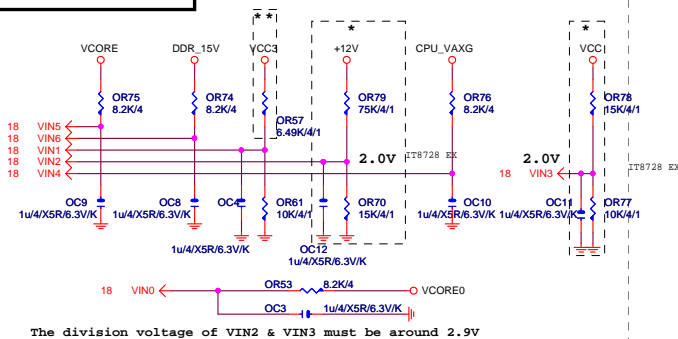 * *
*
*
VCORE DDR_15V VCC3 +12V CPU_VAXG VCC
OR75 8.2K/4
OR74 8.2K/4
OR57 6.49K/4/1
OR79 75K/4/1
OR76 8.2K/4
OR78 15K/4/1
18 VIN5
18 VIN6
18 VIN1
18 VIN2
18 VIN4
2.0V
IT8728 EX
2.0V
18 VIN3
IT8728 EX
OC9 1u/4/X5R/6.3V/K
OC8 1u/4/X5R/6.3V/K
OC4 1u/4/X5R/6.3V/K
OR61 10K/4/1
OC12 1u/4/X5R/6.3V/K
OR70 15K/4/1
OC10 1u/4/X5R/6.3V/K
OC11 1u/4/X5R/6.3V/K
OR77 10K/4/1
18 VIN0
OR53 8.2K/4
VCORE0
OC3 1u/4/X5R/6.3V/K
The division voltage of VIN2 & VIN3 must be around 2.9V